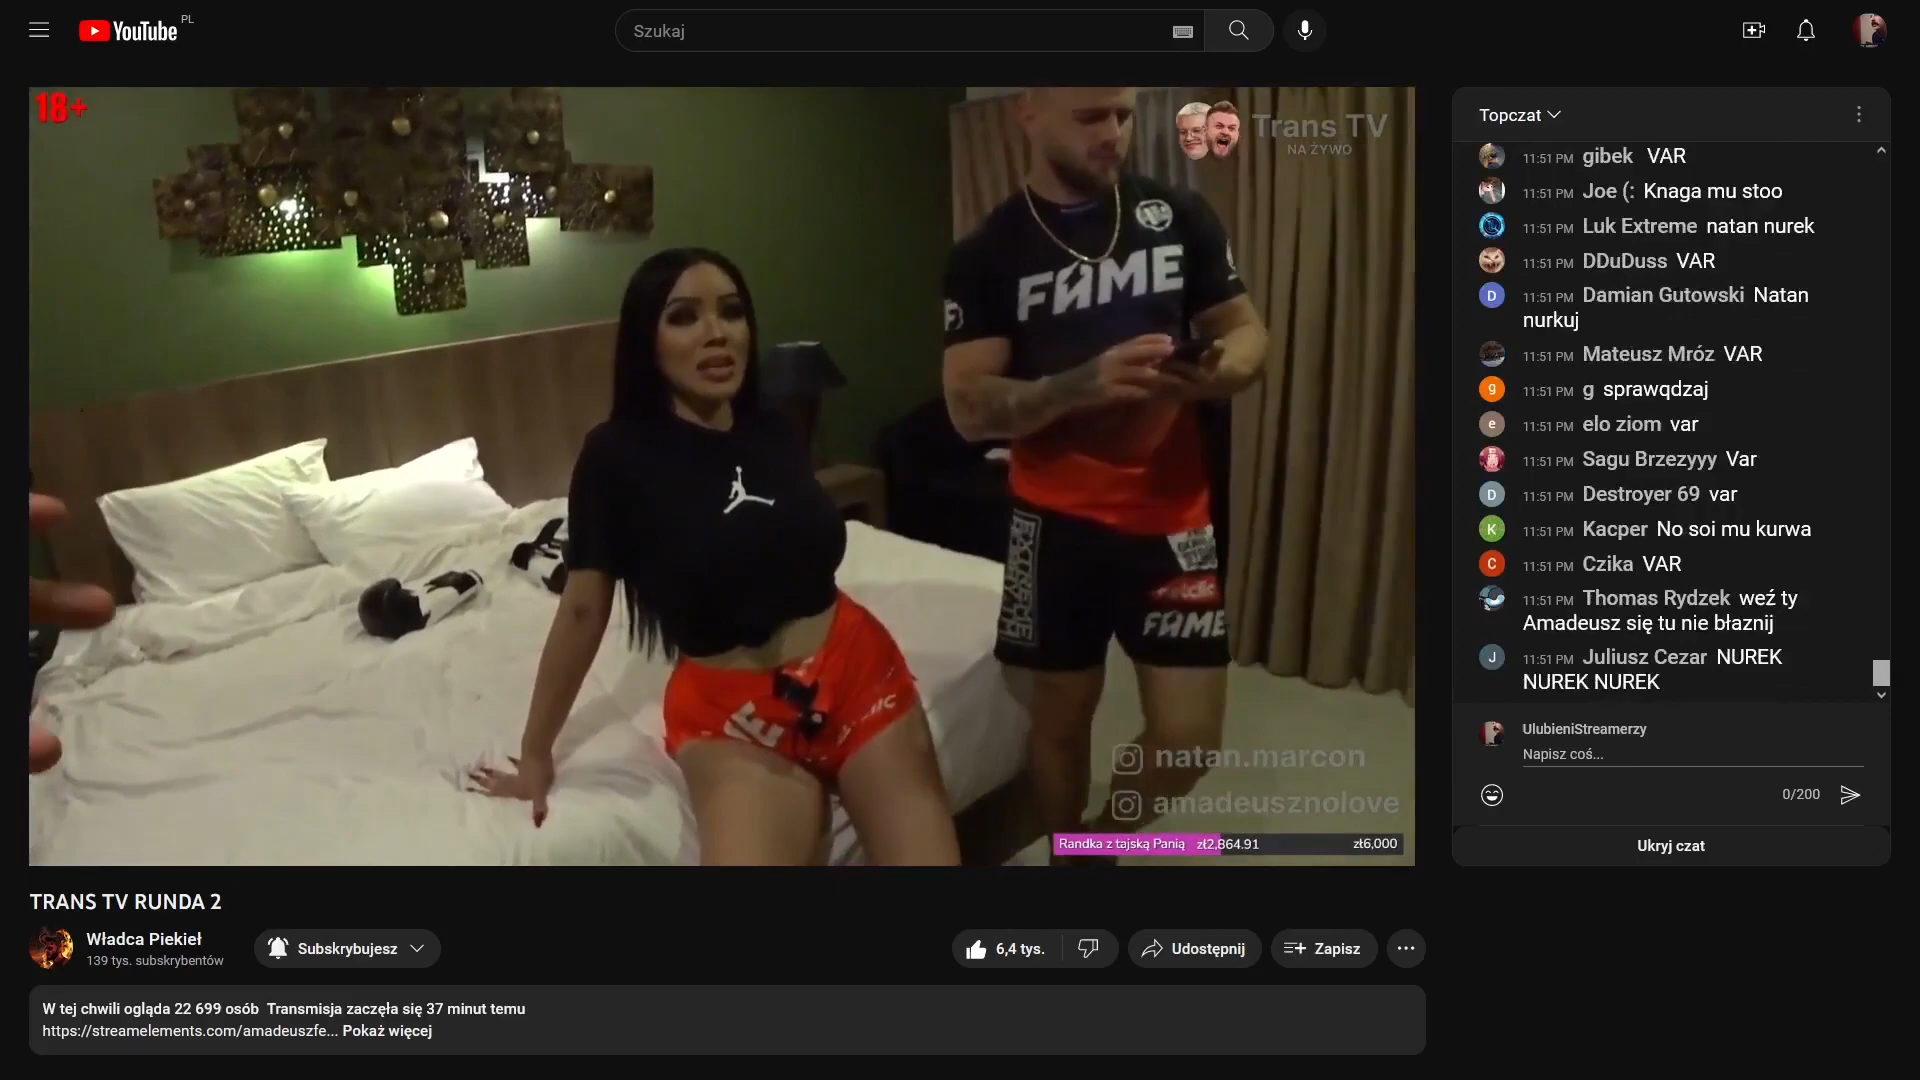 YouTube PL
Szukaj
18+
Trans TV
NA ŻYWO
FAME
FAME
natan.marcon
amadeusznolove
Randka z tajską Panią zł2,864.91 zł6,000
Topczat
11:51 PM gibek VAR
11:51 PM Joe (: Knaga mu stoo
11:51 PM Luk Extreme natan nurek
11:51 PM DDuDuss VAR
11:51 PM Damian Gutowski Natan
nurkuj
11:51 PM Mateusz Mróz VAR
11:51 PM g sprawqdzaj
11:51 PM elo ziom var
11:51 PM Sagu Brzezyyy Var
11:51 PM Destroyer 69 var
11:51 PM Kacper No soi mu kurwa
11:51 PM Czika VAR
11:51 PM Thomas Rydzek weź ty
Amadeusz się tu nie błaznij
11:51 PM Juliusz Cezar NUREK
NUREK NUREK
UlubieniStreamerzy
Napisz coś...
0/200
Ukryj czat
TRANS TV RUNDA 2
Władca Piekieł
139 tys. subskrybentów
Subskrybujesz
6,4 tys.
Udostępnij
Zapisz
W tej chwili ogląda 22 699 osób Transmisja zaczęła się 37 minut temu
https://streamelements.com/amadeuszfe... Pokaż więcej